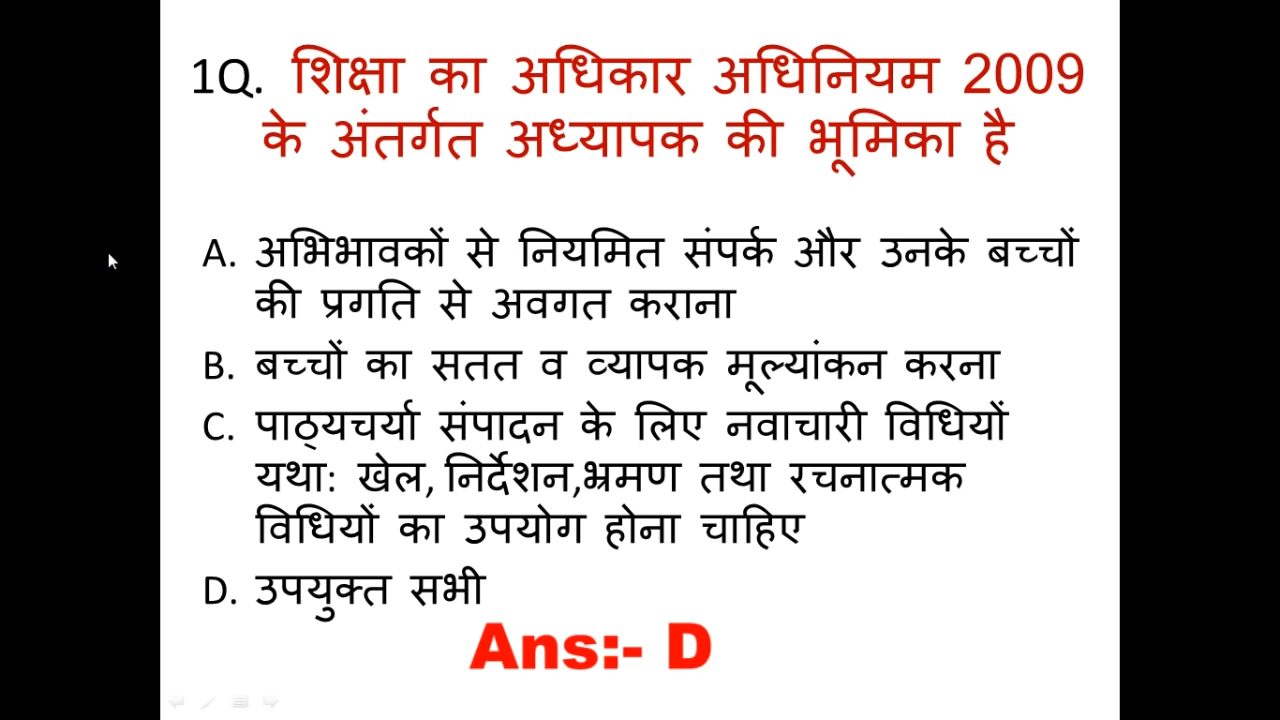 1Q. शिक्षा का अधिकार अधिनियम 2009
के अंतर्गत अध्यापक की भूमिका है
A. अभिभावकों से नियमित संपर्क और उनके बच्चों
की प्रगति से अवगत कराना
B. बच्चों का सतत व व्यापक मूल्यांकन करना
C. पाठ्यचर्या संपादन के लिए नवाचारी विधियों
यथा: खेल, निर्देशन,भ्रमण तथा रचनात्मक
विधियों का उपयोग होना चाहिए
D. उपयुक्त सभी
Ans:- D